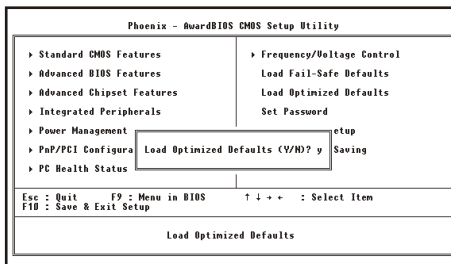 Phoenix - AwardBIOS CMOS Setup Utility
▸ Standard CMOS Features
▸ Advanced BIOS Features
▸ Advanced Chipset Features
▸ Integrated Peripherals
▸ Power Management
▸ PnP/PCI Configura
▸ PC Health Status
▸ Frequency/Voltage Control
Load Fail-Safe Defaults
Load Optimized Defaults
Set Password
etup
Saving
Load Optimized Defaults (Y/N)? y
Esc : Quit F9 : Menu in BIOS ↑ ↓ → ← : Select Item
F10 : Save & Exit Setup
Load Optimized Defaults